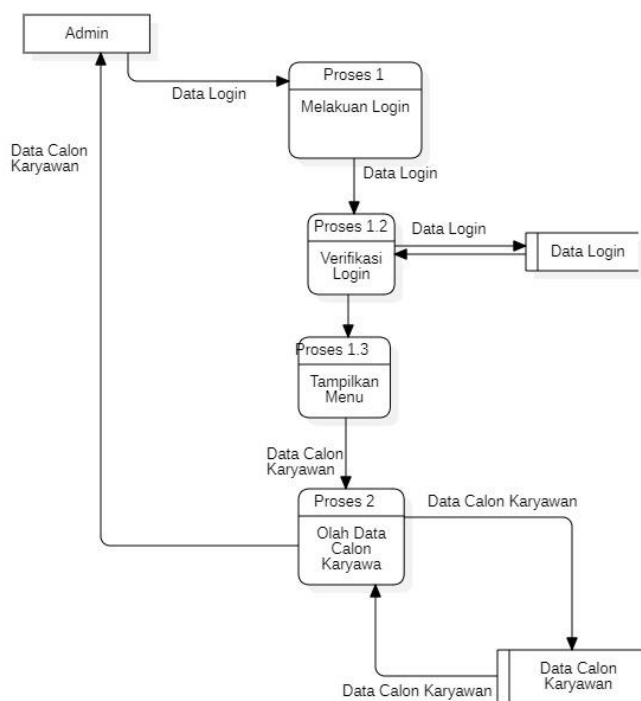 Admin
Data Login
Proses 1
Melakuan Login
Data Calon
Karyawan
Data Login
Proses 1.2
Verifikasi
Login
Data Login
Data Login
Proses 1.3
Tampilkan
Menu
Data Calon
Karyawan
Proses 2
Olah Data
Calon
Karyawa
Data Calon Karyawan
Data Calon
Karyawan
Data Calon Karyawan